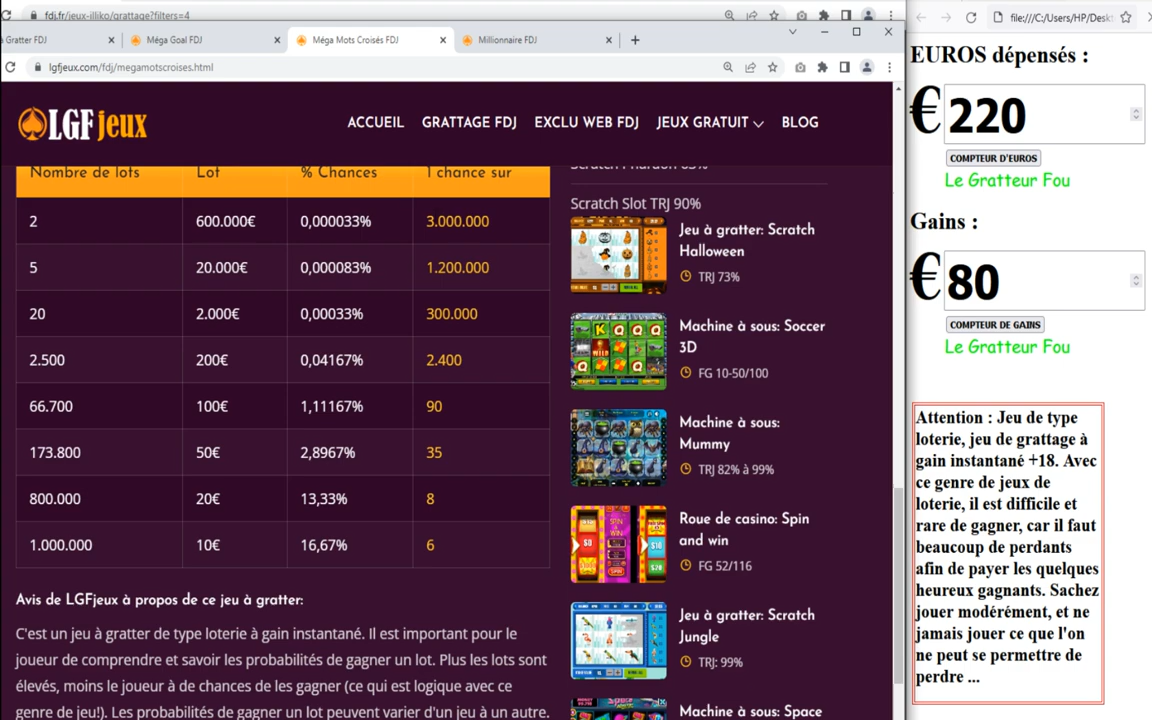 fdj.fr/jeux-illiko/grattage?filters=4
Gratter FDJ
Méga Goal FDJ
Méga Mots Croisés FDJ
Millionnaire FDJ
lgfjeux.com/fdj/megamotscroises.html
LGFjeux
ACCUEIL GRATTAGE FDJ EXCLU WEB FDJ JEUX GRATUIT BLOG
Nombre de lots Lot % Chances 1 chance sur
2 600.000€ 0,000033% 3.000.000
5 20.000€ 0,000083% 1.200.000
20 2.000€ 0,00033% 300.000
2.500 200€ 0,04167% 2.400
66.700 100€ 1,11167% 90
173.800 50€ 2,8967% 35
800.000 20€ 13,33% 8
1.000.000 10€ 16,67% 6
Avis de LGFjeux à propos de ce jeu à gratter:
C'est un jeu à gratter de type loterie à gain instantané. Il est important pour le
joueur de comprendre et savoir les probabilités de gagner un lot. Plus les lots sont
élevés, moins le joueur à de chances de les gagner (ce qui est logique avec ce
genre de jeu!). Les probabilités de gagner un lot peuvent varier d'un jeu à un autre.
Scratch Slot TRJ 90%
Jeu à gratter: Scratch
Halloween
TRJ 73%
Machine à sous: Soccer
3D
FG 10-50/100
Machine à sous:
Mummy
TRJ 82% à 99%
Roue de casino: Spin
and win
FG 52/116
Jeu à gratter: Scratch
Jungle
TRJ: 99%
Machine à sous: Space
file:///C:/Users/HP/Desk
EUROS dépensés :
€ 220
COMPTEUR D'EUROS
Le Gratteur Fou
Gains :
€ 80
COMPTEUR DE GAINS
Le Gratteur Fou
Attention : Jeu de type
loterie, jeu de grattage à
gain instantané +18. Avec
ce genre de jeux de
loterie, il est difficile et
rare de gagner, car il faut
beaucoup de perdants
afin de payer les quelques
heureux gagnants. Sachez
jouer modérément, et ne
jamais jouer ce que l'on
ne peut se permettre de
perdre ...